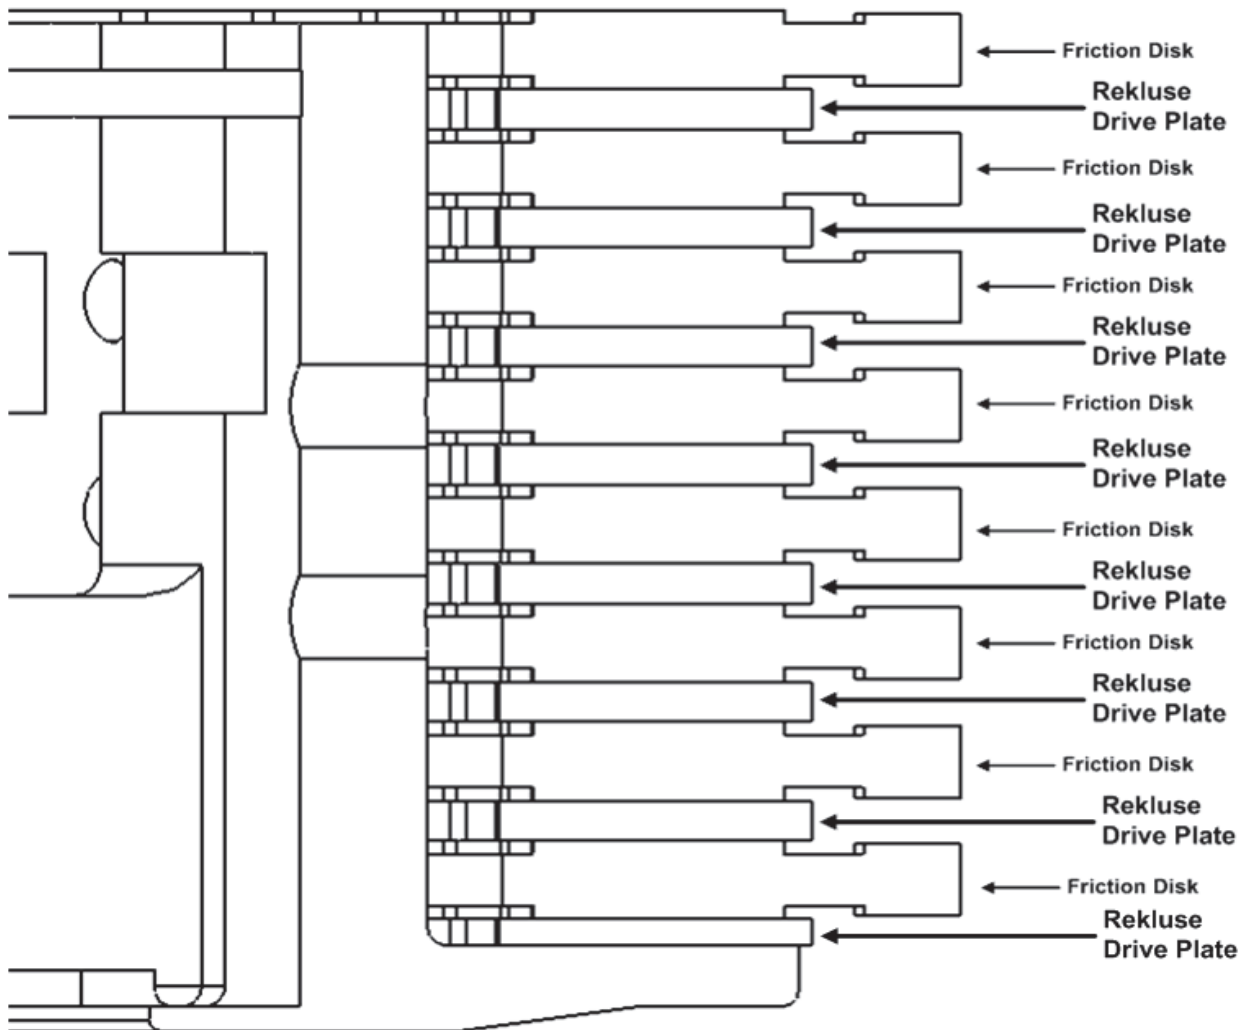 Friction Disk
Rekluse
Drive Plate
Friction Disk
Rekluse
Drive Plate
Friction Disk
Rekluse
Drive Plate
Friction Disk
Rekluse
Drive Plate
Friction Disk
Rekluse
Drive Plate
Friction Disk
Rekluse
Drive Plate
Friction Disk
Rekluse
Drive Plate
Friction Disk
Rekluse
Drive Plate